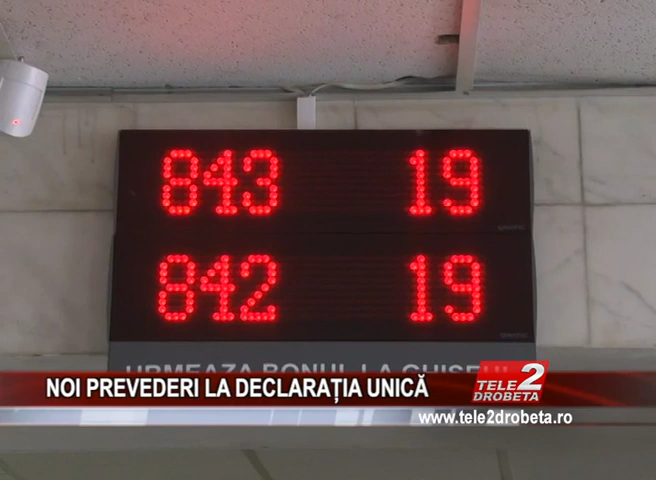 843 19
842 19
URMEAZA BONUL LA GHISEUL
NOI PREVEDERI LA DECLARAȚIA UNICĂ
TELE 2
DROBETA
www.tele2drobeta.ro